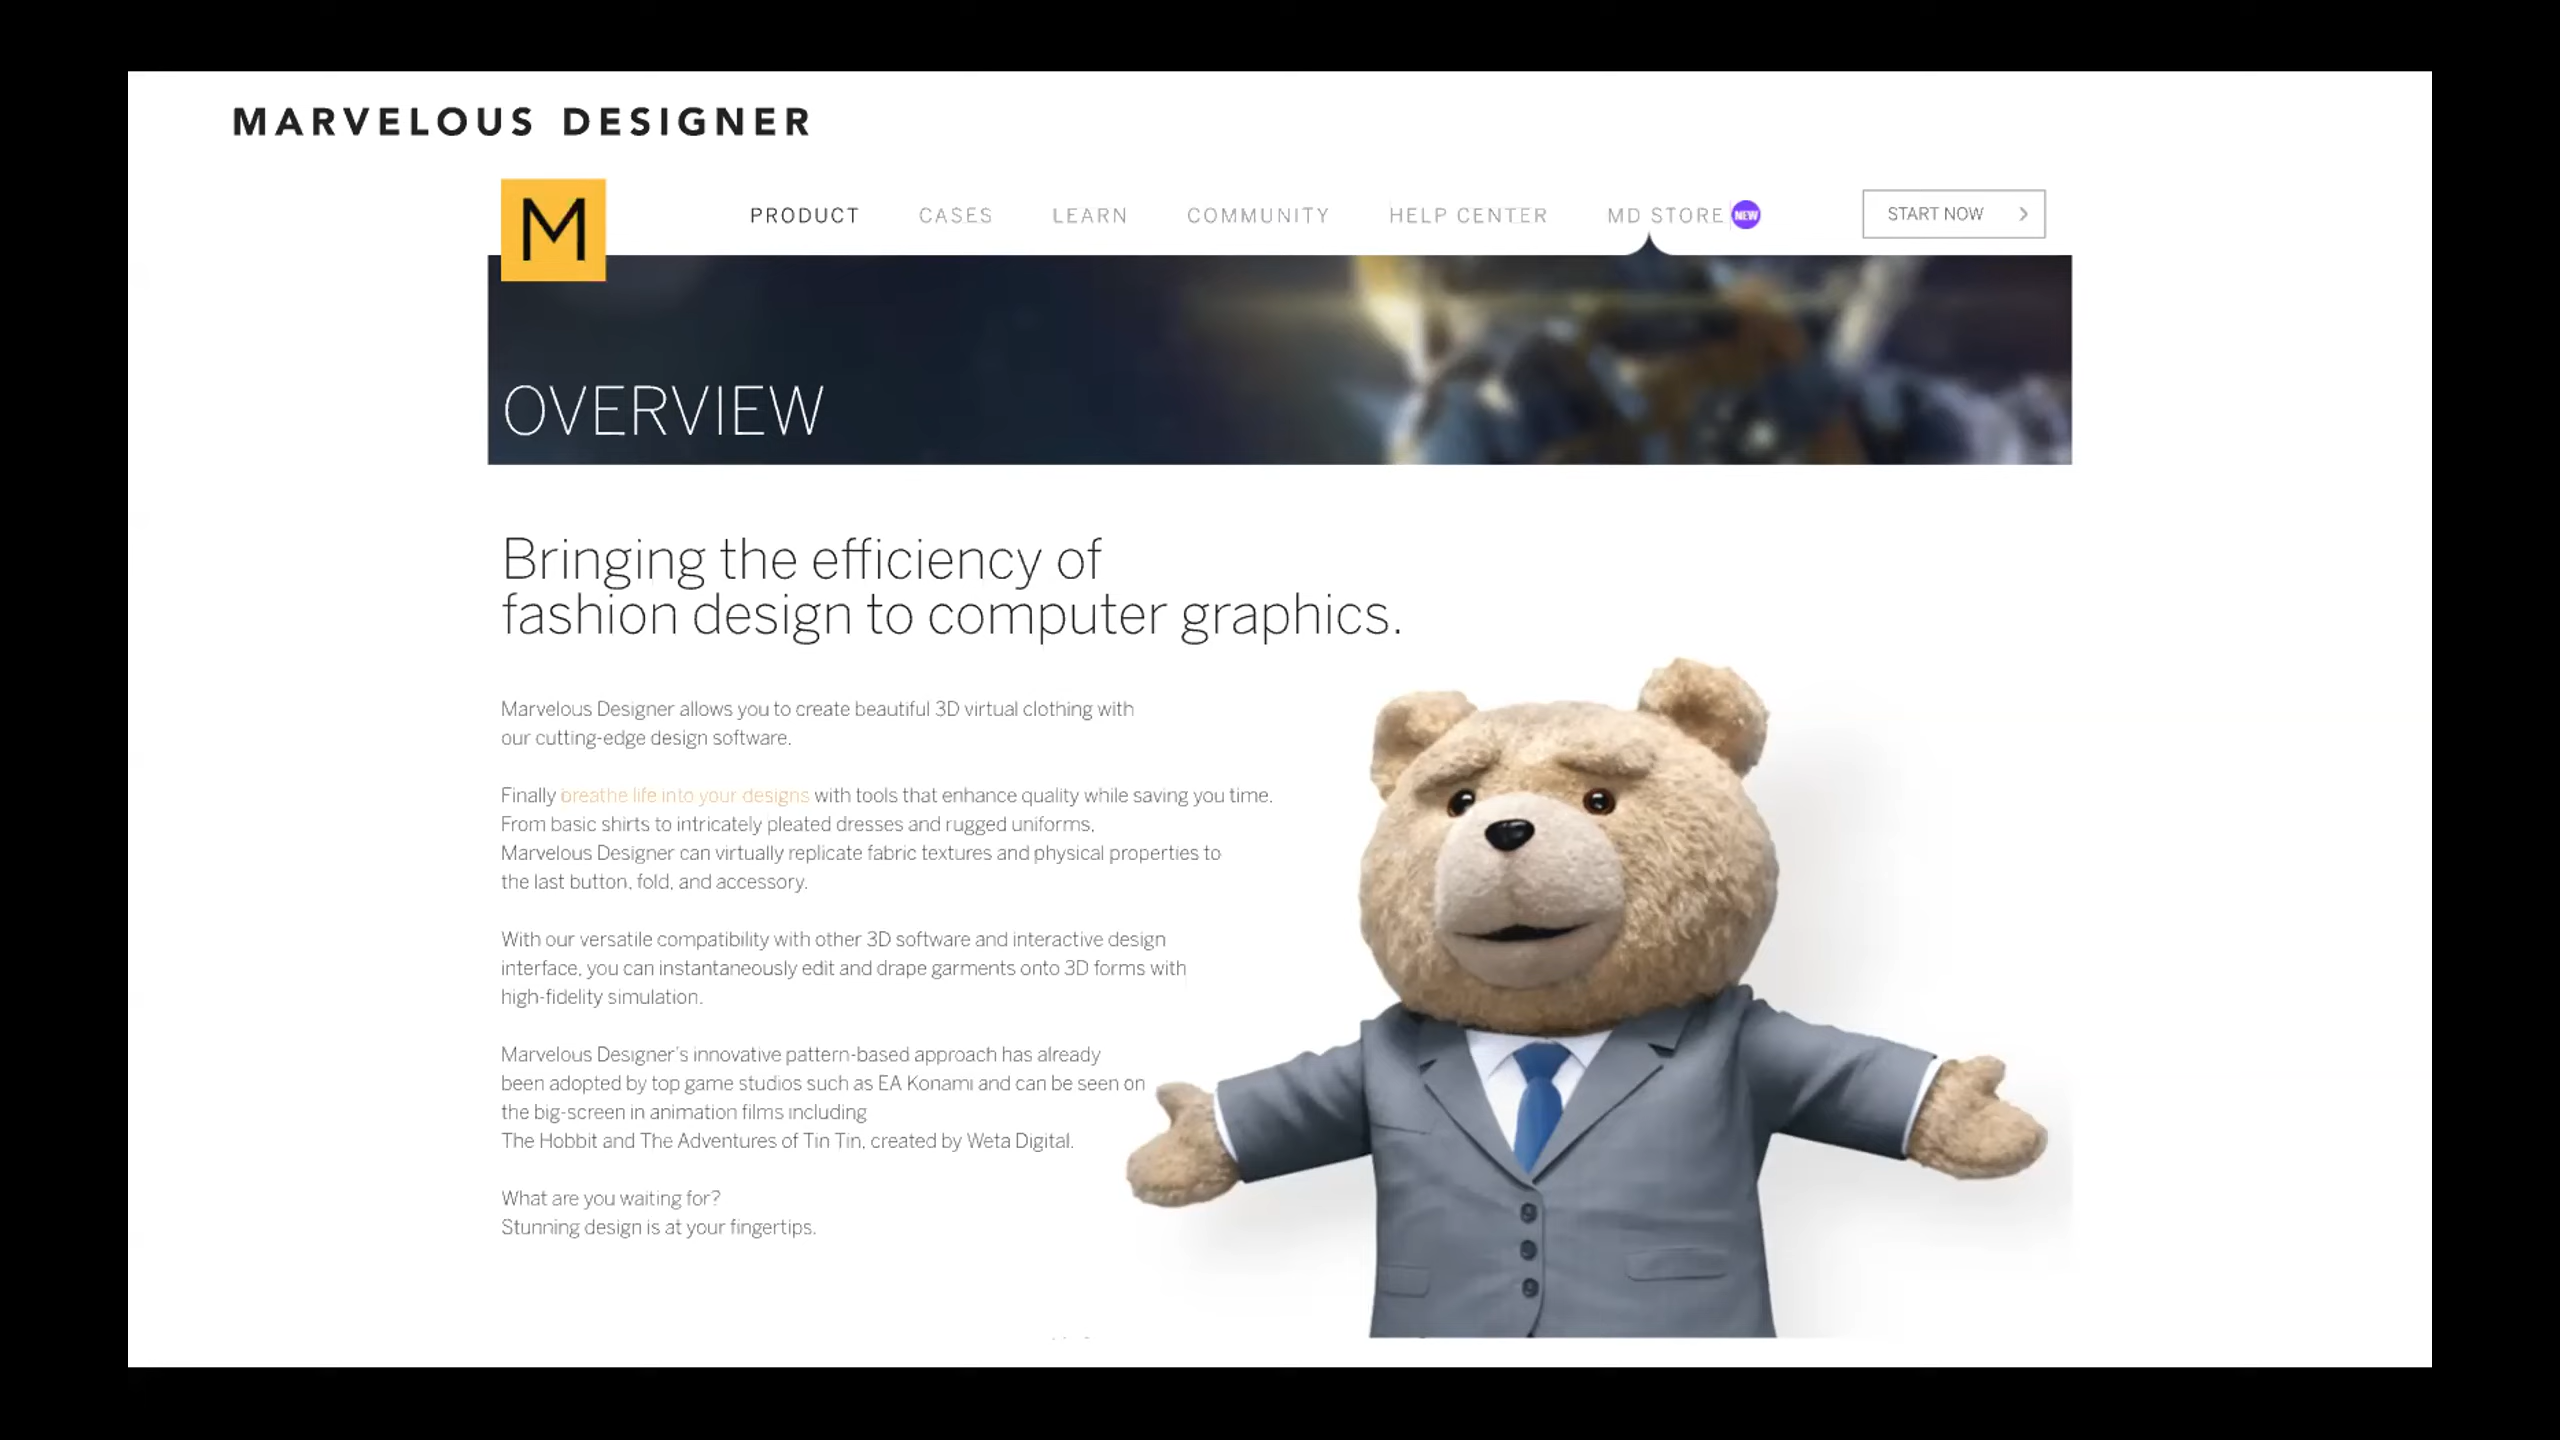 MARVELOUS DESIGNER
M
PRODUCT CASES LEARN COMMUNITY HELP CENTER MD STORE NEW START NOW
OVERVIEW
Bringing the efficiency of
fashion design to computer graphics.
Marvelous Designer allows you to create beautiful 3D virtual clothing with
our cutting-edge design software.
Finally breathe life into your designs with tools that enhance quality while saving you time.
From basic shirts to intricately pleated dresses and rugged uniforms,
Marvelous Designer can virtually replicate fabric textures and physical properties to
the last button, fold, and accessory.
With our versatile compatibility with other 3D software and interactive design
interface, you can instantaneously edit and drape garments onto 3D forms with
high-fidelity simulation.
Marvelous Designer's innovative pattern-based approach has already
been adopted by top game studios such as EA Konami and can be seen on
the big-screen in animation films including
The Hobbit and The Adventures of Tin Tin, created by Weta Digital.
What are you waiting for?
Stunning design is at your fingertips.